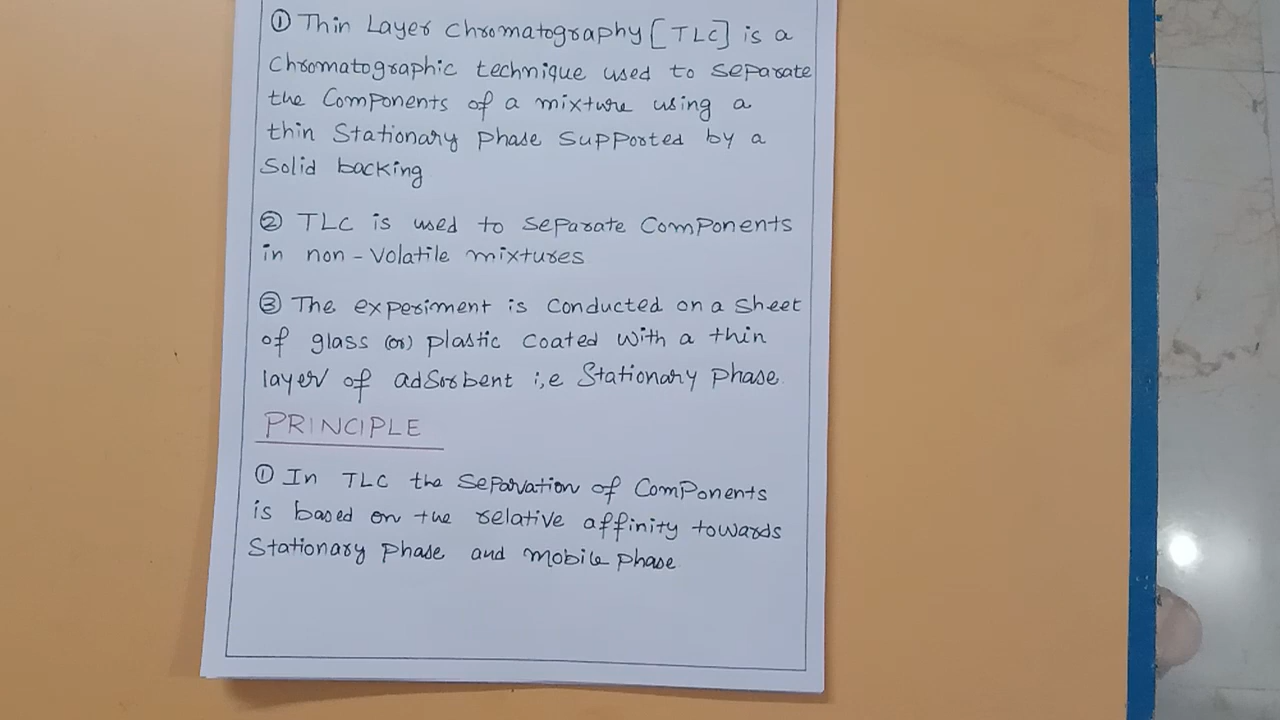 ① Thin Layer Chromatography [TLC] is a
Chromatographic technique used to separate
the Components of a mixture using a
thin Stationary phase supported by a
Solid backing
② TLC is used to separate Components
in non-Volatile mixtures
③ The experiment is conducted on a sheet
of glass (or) plastic coated with a thin
layer of adsorbent i,e Stationary phase.
PRINCIPLE
① In TLC the separation of Components
is based on the relative affinity towards
Stationary phase and mobile phase